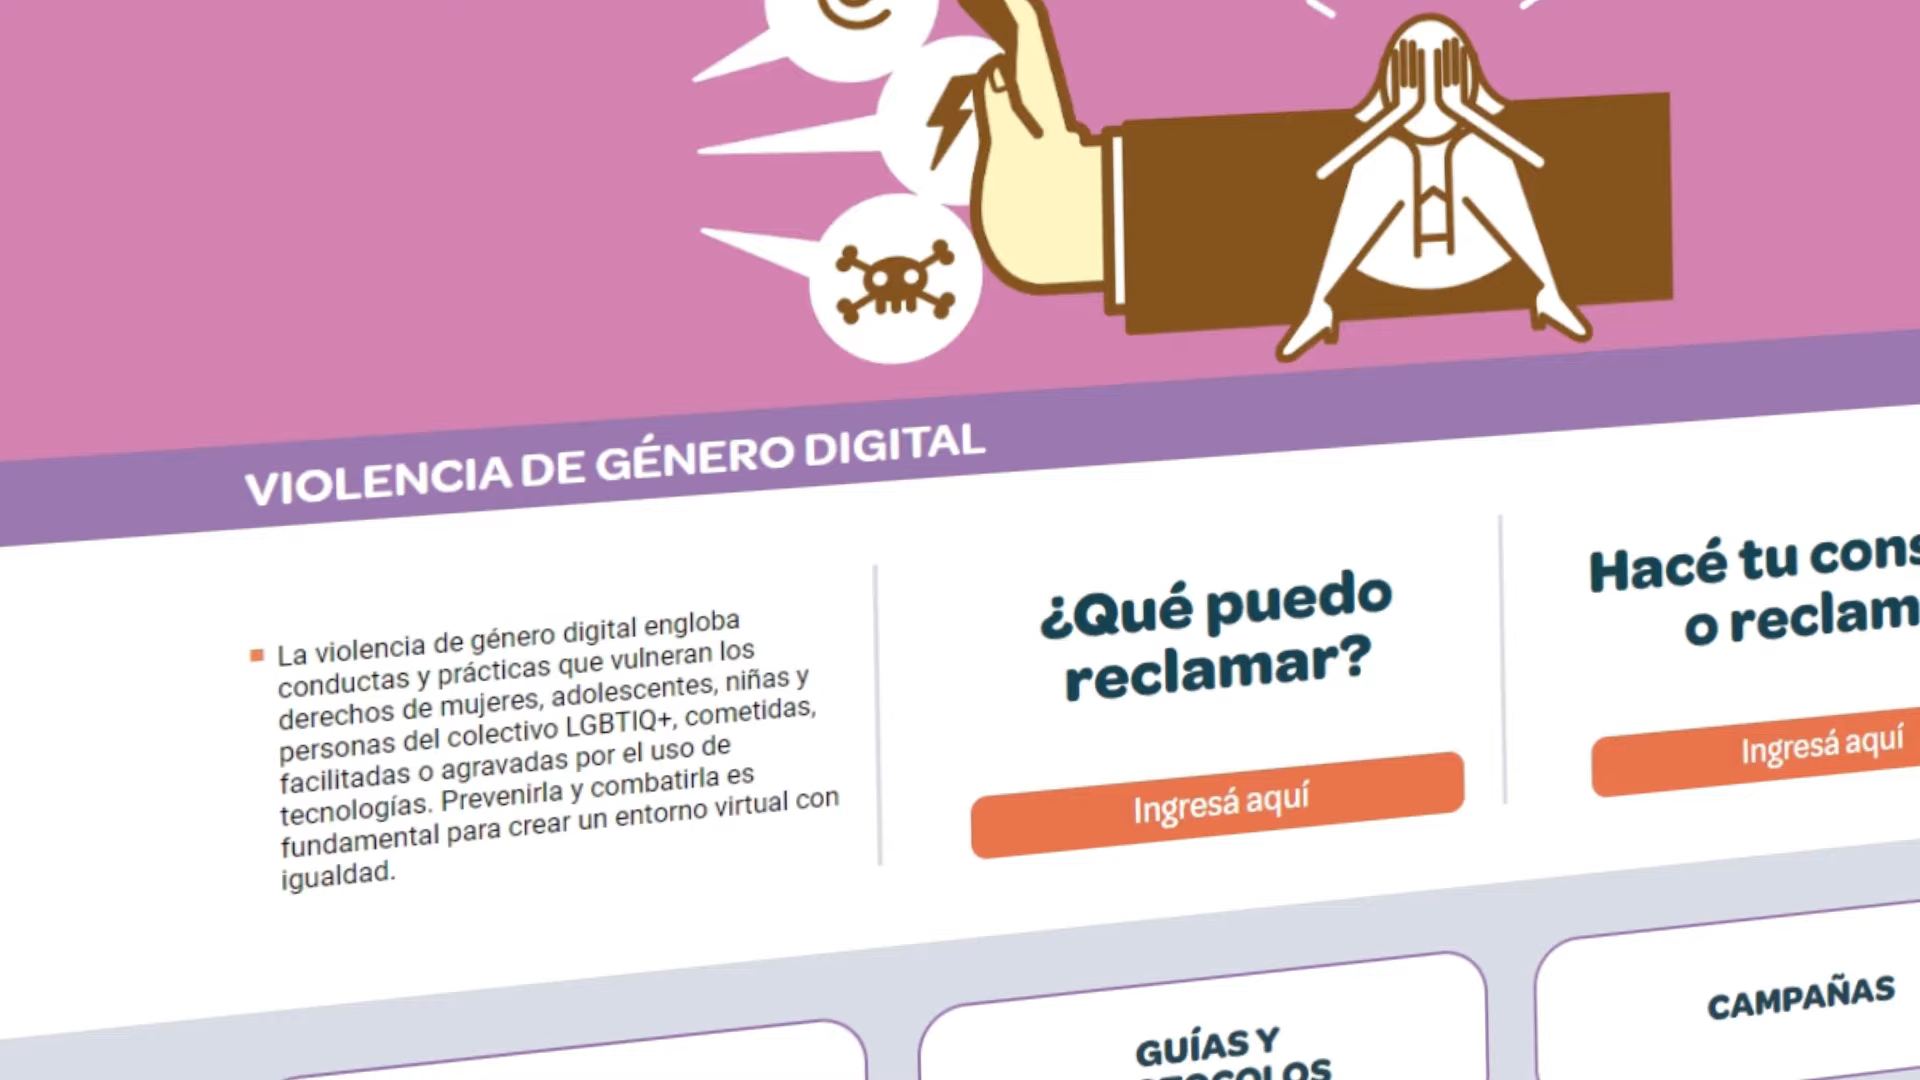 VIOLENCIA DE GÉNERO DIGITAL
La violencia de género digital engloba
conductas y prácticas que vulneran los
derechos de mujeres, adolescentes, niñas y
personas del colectivo LGBTIQ+, cometidas,
facilitadas o agravadas por el uso de
tecnologías. Prevenirla y combatirla es
fundamental para crear un entorno virtual con
igualdad.
¿Qué puedo
reclamar?
Ingresá aquí
Hacé tu
o
Ingresá aquí
GUÍAS Y
CAMPAÑAS